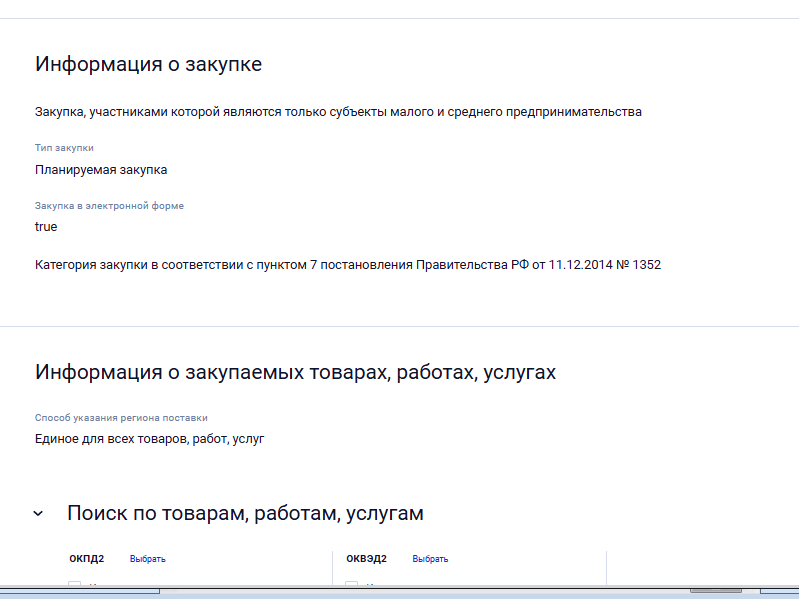 Информация о закупке
Закупка, участниками которой являются только субъекты малого и среднего предпринимательства
Тип закупки
Планируемая закупка
Закупка в электронной форме
true
Категория закупки в соответствии с пунктом 7 постановления Правительства РФ от 11.12.2014 № 1352
Информация о закупаемых товарах, работах, услугах
Способ указания региона поставки
Единое для всех товаров, работ, услуг
Поиск по товарам, работам, услугам
ОКПД2 Выбрать ОКВЭД2 Выбрать